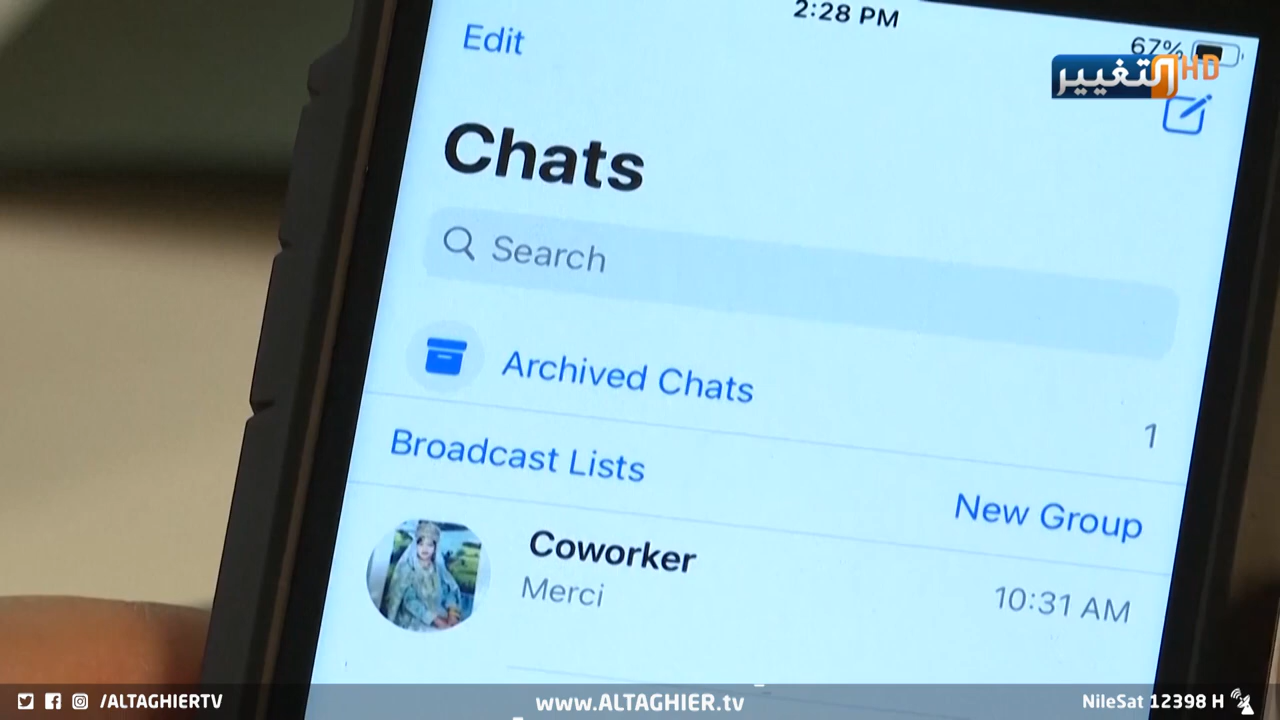 2:28 PM
67%
Edit
التغيير HD
Chats
Search
Archived Chats
1
Broadcast Lists
New Group
Coworker
Merci
10:31 AM
/ALTAGHIERTV
www.ALTAGHIER.tv
NileSat 12398 H